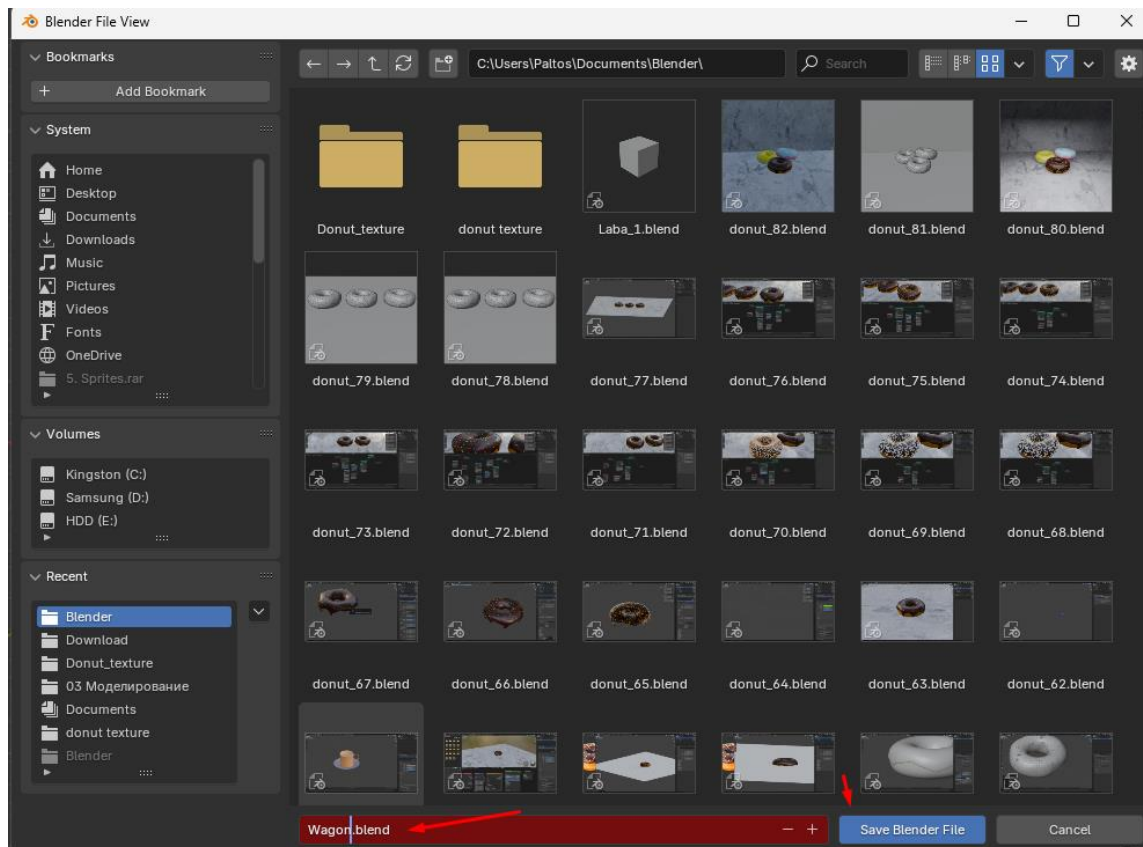 Blender File View
Bookmarks
Add Bookmark
System
Home
Desktop
Documents
Downloads
Music
Pictures
Videos
Fonts
OneDrive
5. Sprites.rar
Volumes
Kingston (C:)
Samsung (D:)
HDD (E:)
Recent
Blender
Download
Donut_texture
03 Моделирование
Documents
donut texture
Blender
C:\Users\Paltos\Documents\Blender\
Search
Donut_texture
donut texture
Laba_1.blend
donut_82.blend
donut_81.blend
donut_80.blend
donut_79.blend
donut_78.blend
donut_77.blend
donut_76.blend
donut_75.blend
donut_74.blend
donut_73.blend
donut_72.blend
donut_71.blend
donut_70.blend
donut_69.blend
donut_68.blend
donut_67.blend
donut_66.blend
donut_65.blend
donut_64.blend
donut_63.blend
donut_62.blend
Wagon.blend
Save Blender File
Cancel